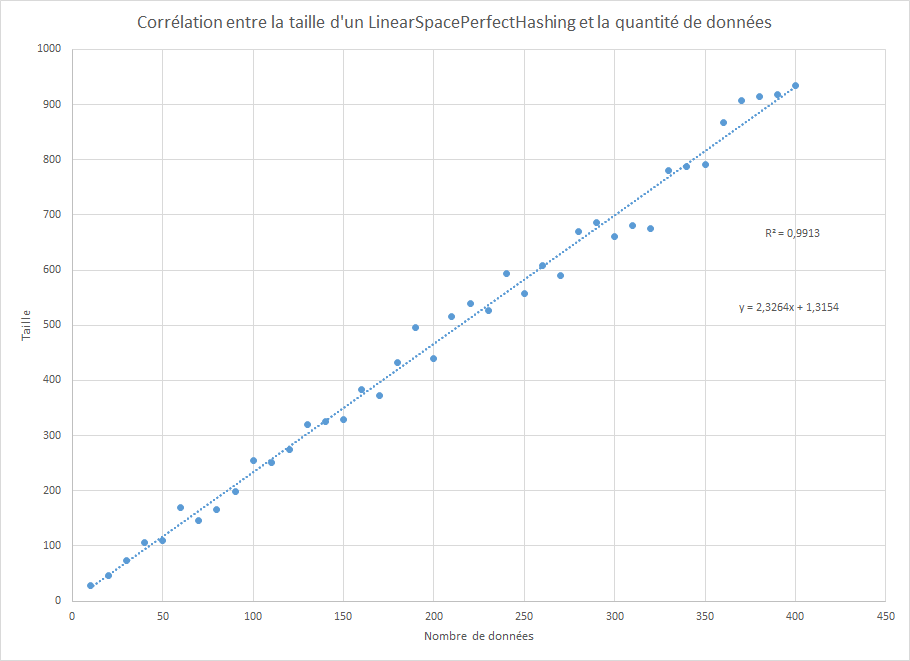 Corrélation entre la taille d'un LinearSpacePerfectHashing et la quantité de données
1000
900
800
700
600
500
400
300
200
100
0
Taille
R² = 0,9913
y = 2,3264x + 1,3154
0 50 100 150 200 250 300 350 400 450
Nombre de données